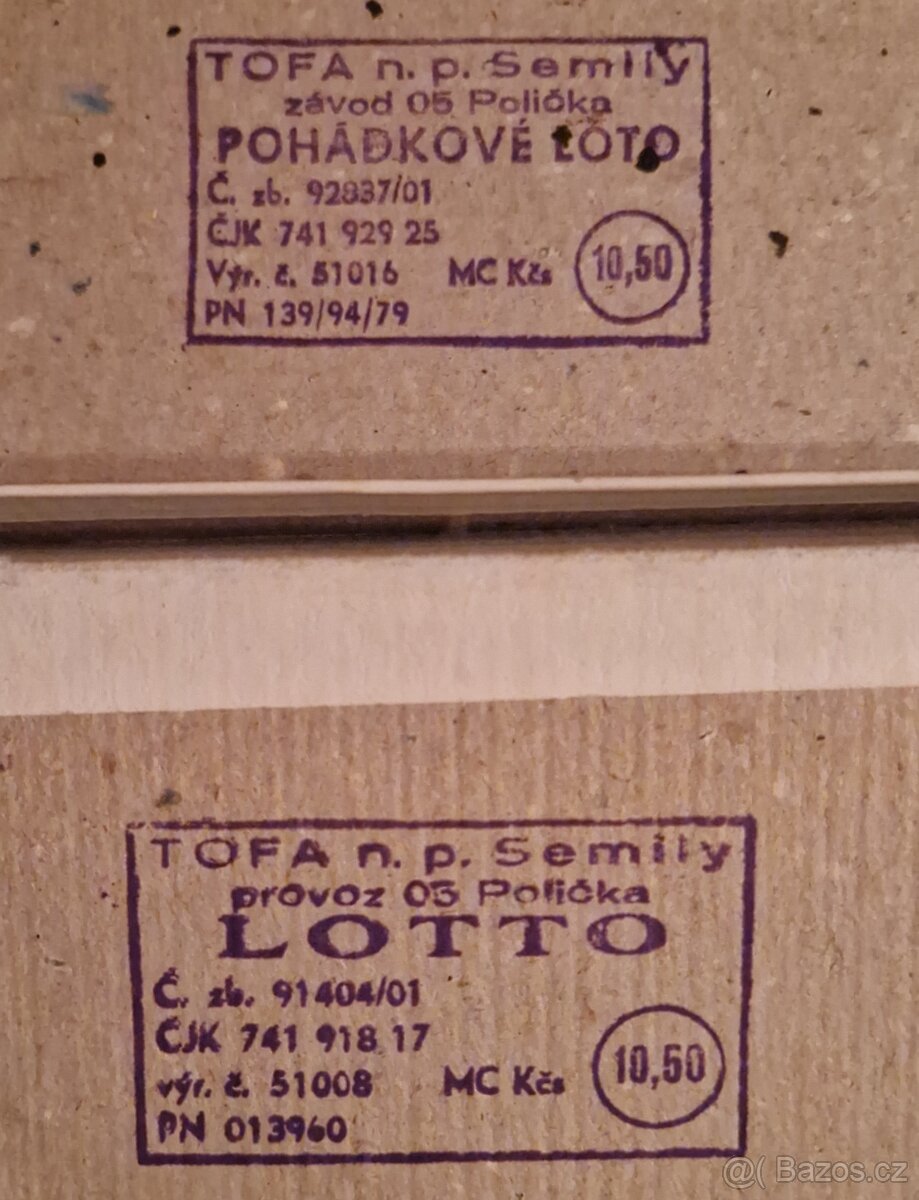 TOFA n. p. Semily
závod 05 Polička
POHÁDKOVÉ LOTO
Č. zb. 92837/01
ČJK 741 929 25
Výr. č. 51016 MC Kčs 10,50
PN 139/94/79
TOFA n. p. Semily
provoz 05 Polička
LOTTO
Č. zb. 91404/01
ČJK 741 918 17
výr. č. 51008 MC Kčs 10,50
PN 013960
@( Bazos.cz